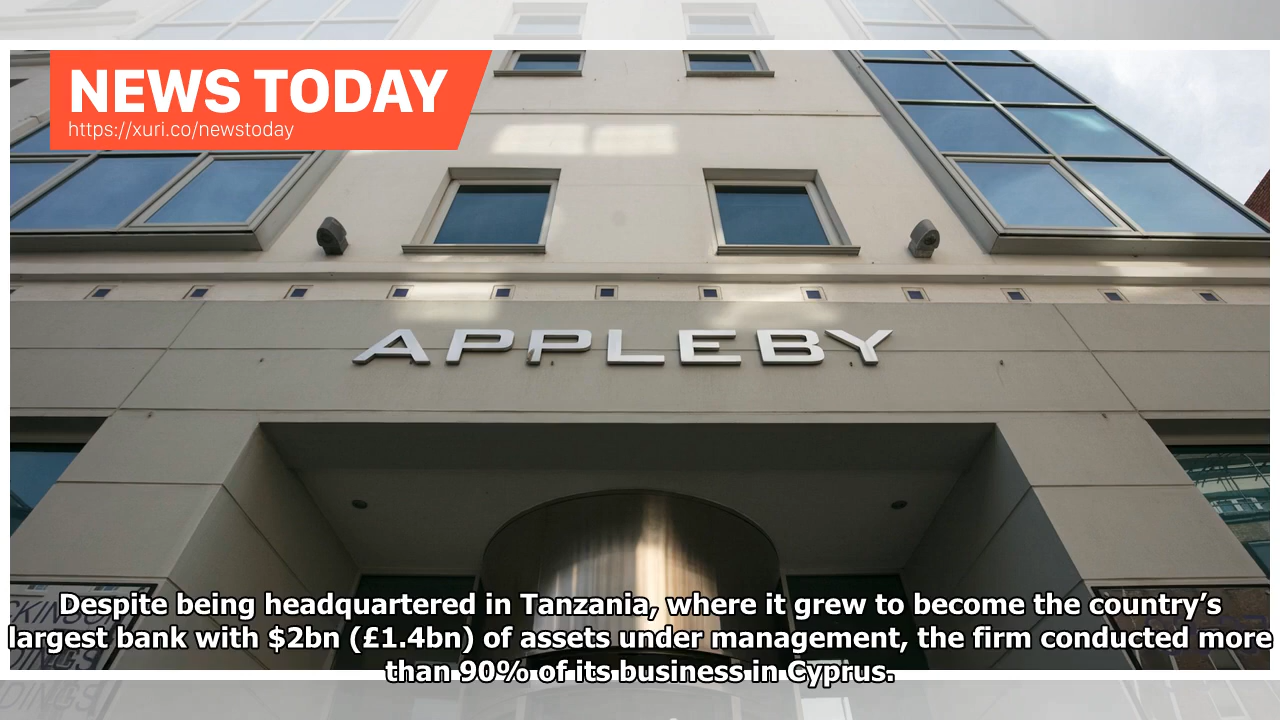 NEWS TODAY
https://xuri.co/newstoday
APPLEBY
Despite being headquartered in Tanzania, where it grew to become the country’s
largest bank with $2bn (£1.4bn) of assets under management, the firm conducted more
than 90% of its business in Cyprus.